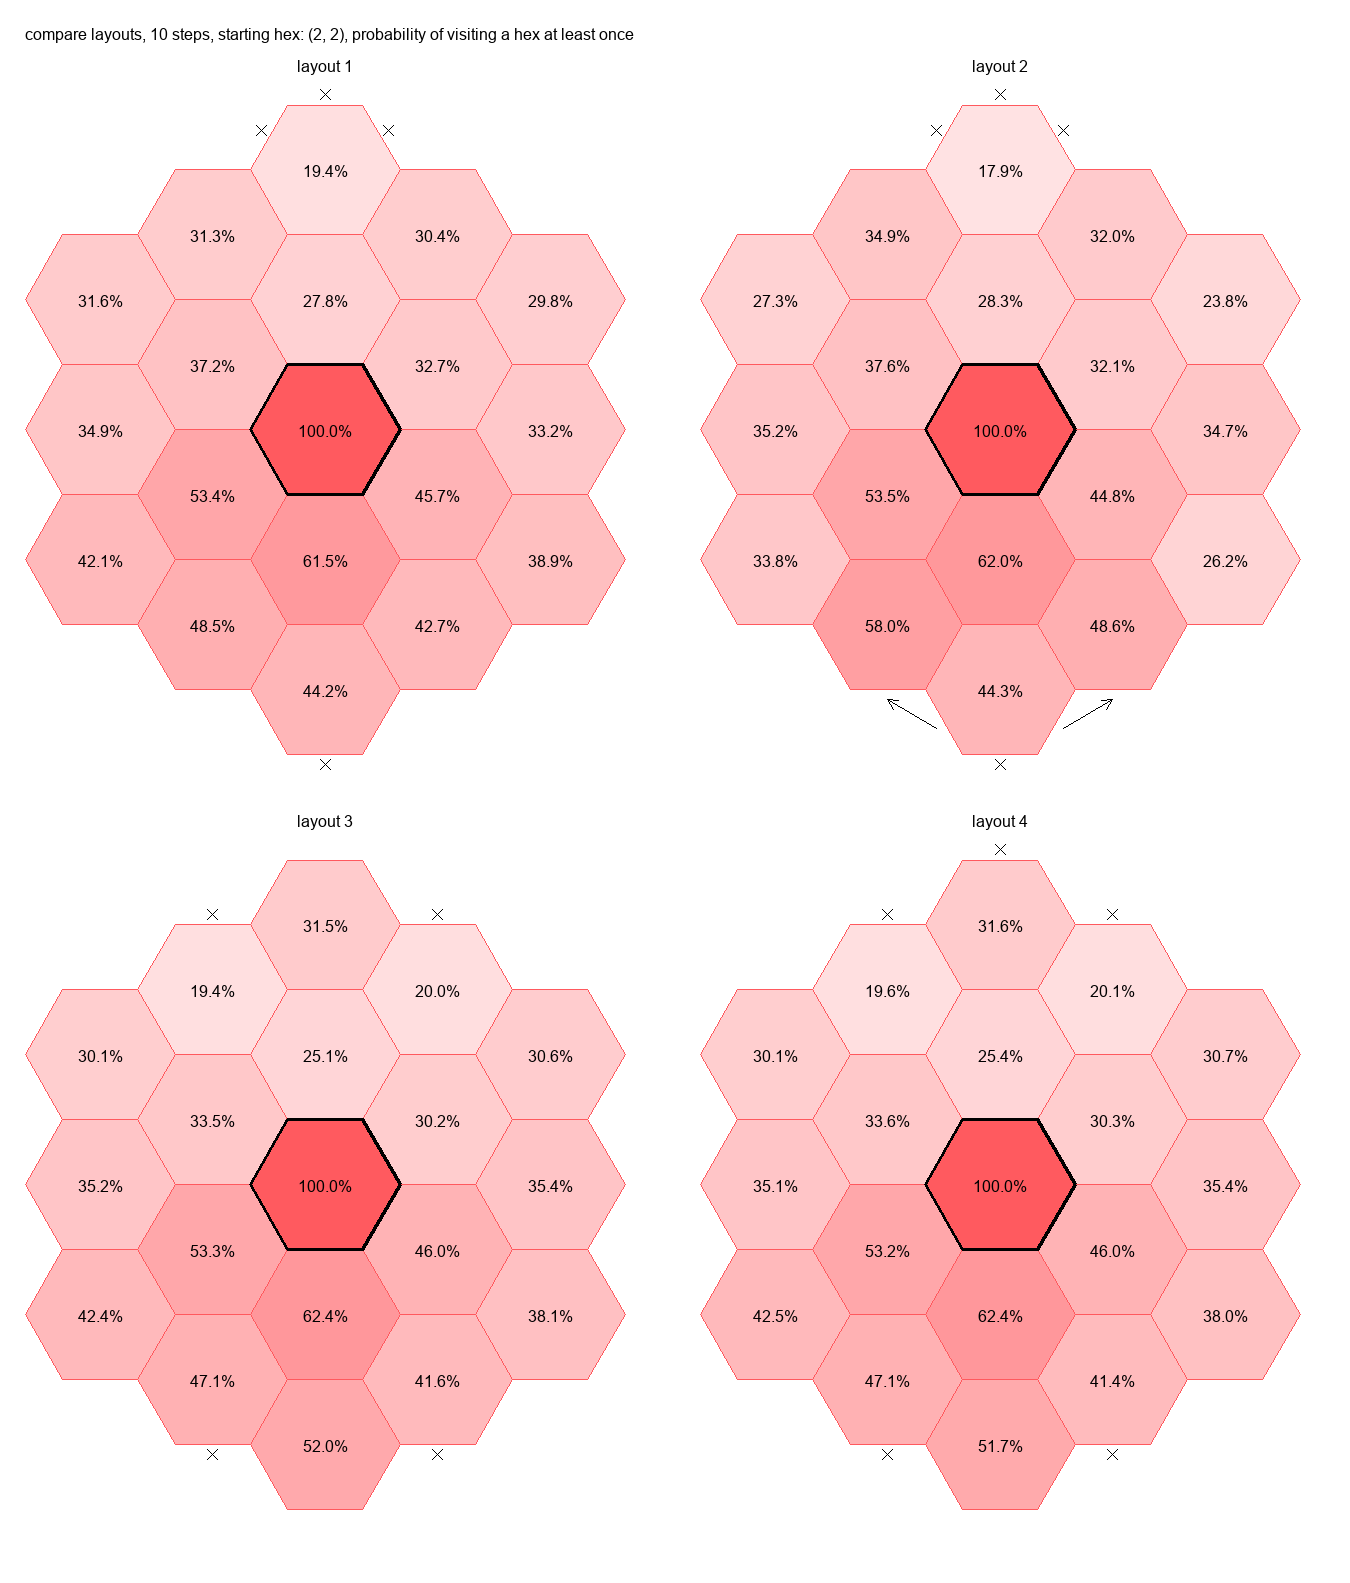 compare layouts, 10 steps, starting hex: (2, 2), probability of visiting a hex at least once
layout 1
19.4%
31.3% 30.4%
31.6% 27.8% 29.8%
37.2% 32.7%
34.9% 100.0% 33.2%
53.4% 45.7%
42.1% 61.5% 38.9%
48.5% 42.7%
44.2%
layout 2
17.9%
34.9% 32.0%
27.3% 28.3% 23.8%
37.6% 32.1%
35.2% 100.0% 34.7%
53.5% 44.8%
33.8% 62.0% 26.2%
58.0% 48.6%
44.3%
layout 3
31.5%
19.4% 20.0%
30.1% 25.1% 30.6%
33.5% 30.2%
35.2% 100.0% 35.4%
53.3% 46.0%
42.4% 62.4% 38.1%
47.1% 41.6%
52.0%
layout 4
31.6%
19.6% 20.1%
30.1% 25.4% 30.7%
33.6% 30.3%
35.1% 100.0% 35.4%
53.2% 46.0%
42.5% 62.4% 38.0%
47.1% 41.4%
51.7%